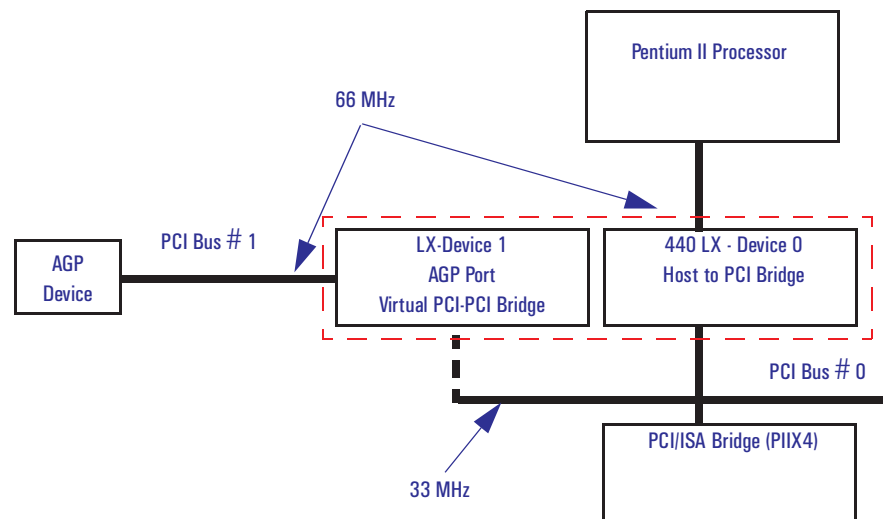 Pentium II Processor
66 MHz
PCI Bus # 1
AGP
Device
LX-Device 1
AGP Port
Virtual PCI-PCI Bridge
440 LX - Device 0
Host to PCI Bridge
PCI Bus # 0
PCI/ISA Bridge (PIIX4)
33 MHz